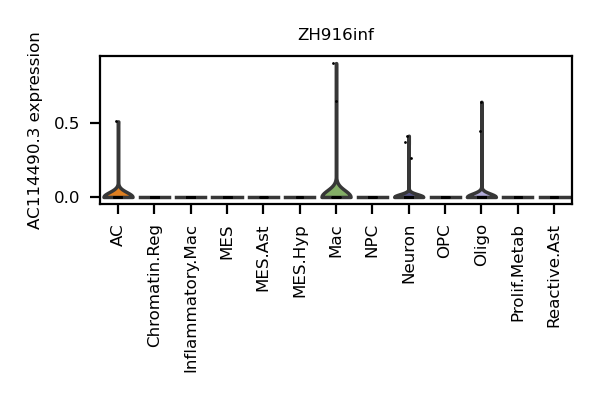 ZH916inf
AC114490.3 expression
0.5
0.0
AC
Chromatin.Reg
Inflammatory.Mac
MES
MES.Ast
MES.Hyp
Mac
NPC
Neuron
OPC
Oligo
Prolif.Metab
Reactive.Ast